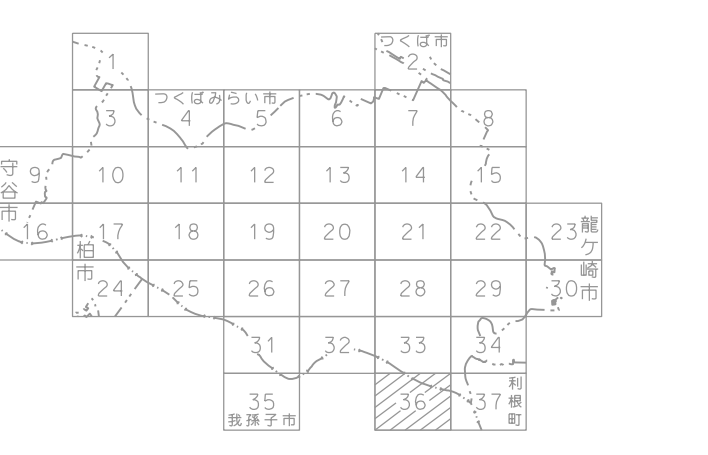 つくば市
1
2
つくばみらい市
3 4 5 6 7 8
守谷市
9 10 11 12 13 14 15
16 17 18 19 20 21 22 23
龍ケ崎市
柏市
24 25 26 27 28 29 30
31 32 33 34
35 36 37
我孫子市
利根町